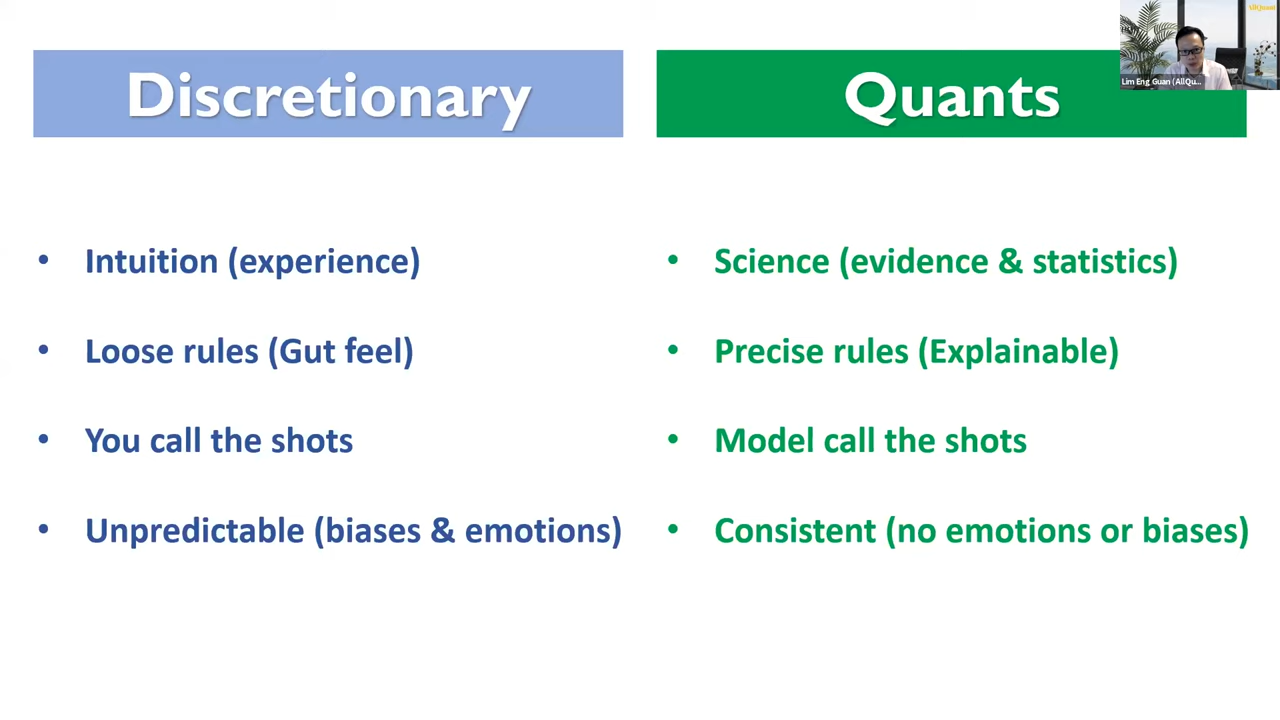 Discretionary
Quants
AllQuant
Lim Eng Guan (AllQu...
• Intuition (experience)
• Loose rules (Gut feel)
• You call the shots
• Unpredictable (biases & emotions)
• Science (evidence & statistics)
• Precise rules (Explainable)
• Model call the shots
• Consistent (no emotions or biases)